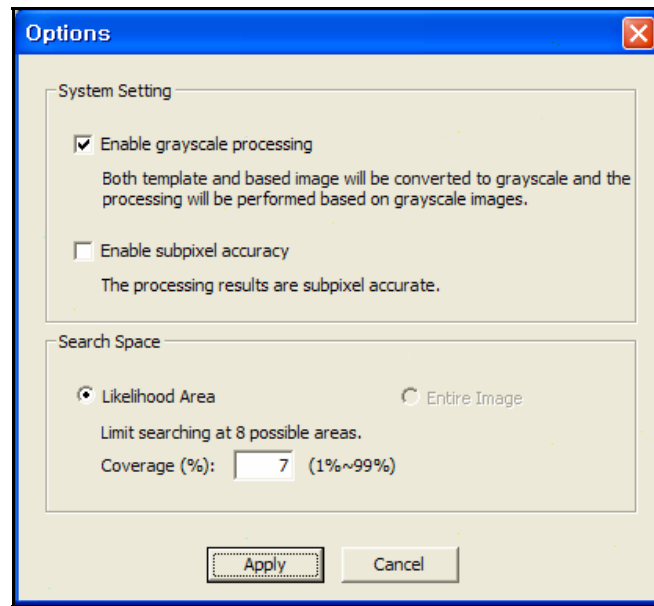 Options
System Setting
Enable grayscale processing
Both template and based image will be converted to grayscale and the
processing will be performed based on grayscale images.
Enable subpixel accuracy
The processing results are subpixel accurate.
Search Space
Likelihood Area
Entire Image
Limit searching at 8 possible areas.
Coverage (%): 7 (1%~99%)
Apply Cancel